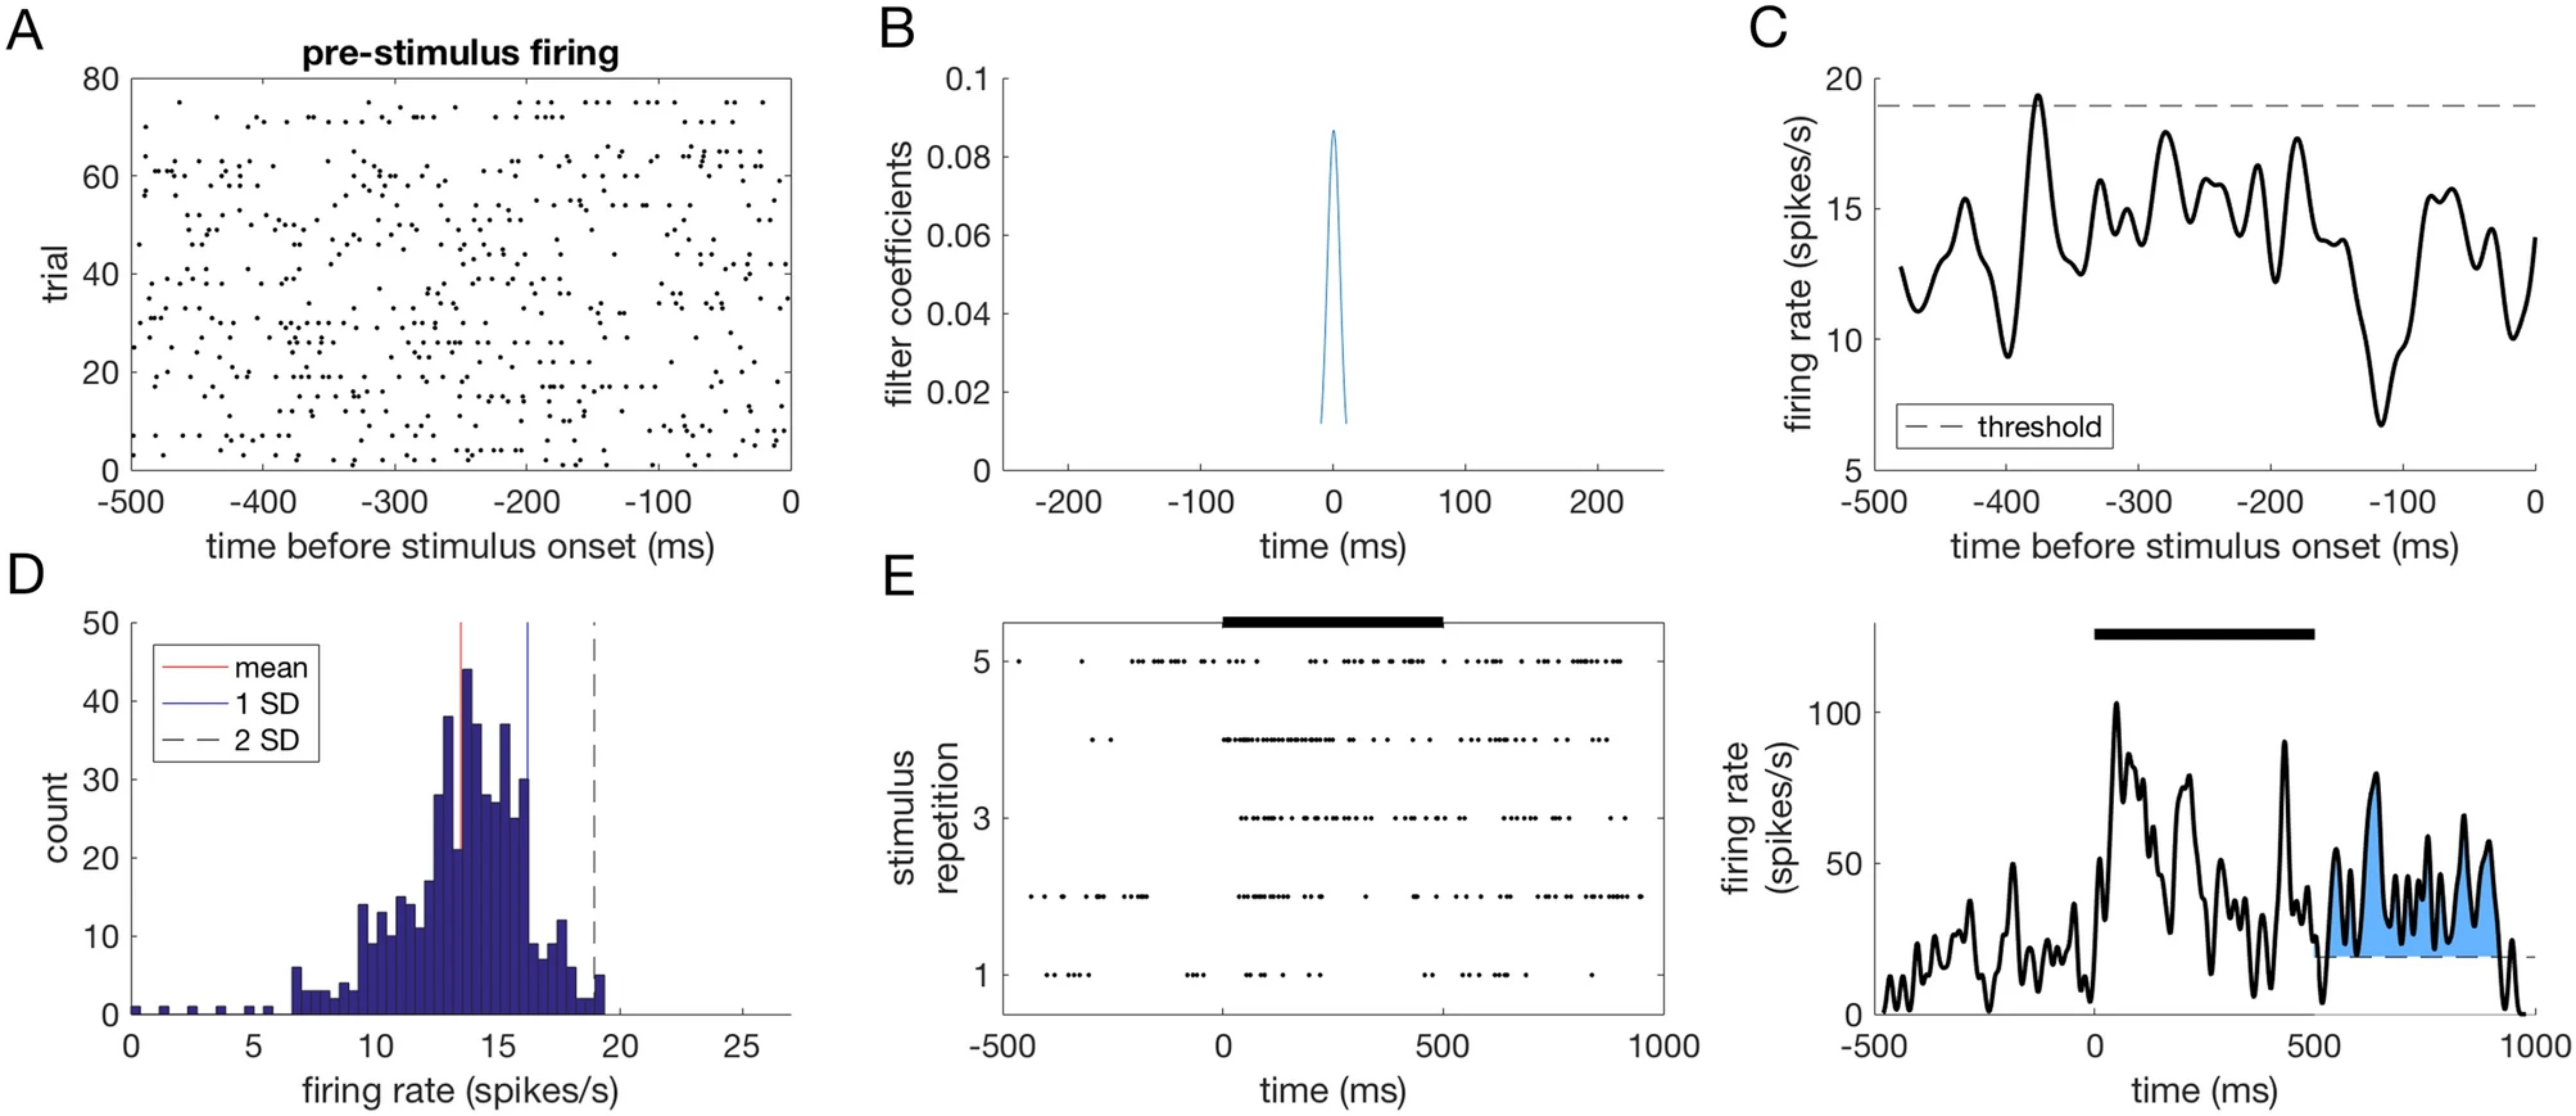 A
pre-stimulus firing
80
60
40
20
0
trial
-500 -400 -300 -200 -100 0
time before stimulus onset (ms)
B
0.1
0.08
0.06
0.04
0.02
0
filter coefficients
-200 -100 0 100 200
time (ms)
C
20
15
10
5
firing rate (spikes/s)
threshold
-500 -400 -300 -200 -100 0
time before stimulus onset (ms)
D
50
40
30
20
10
0
count
mean
1 SD
2 SD
0 5 10 15 20 25
firing rate (spikes/s)
E
5
3
1
stimulus
repetition
-500 0 500 1000
time (ms)
100
50
0
firing rate
(spikes/s)
-500 0 500 1000
time (ms)